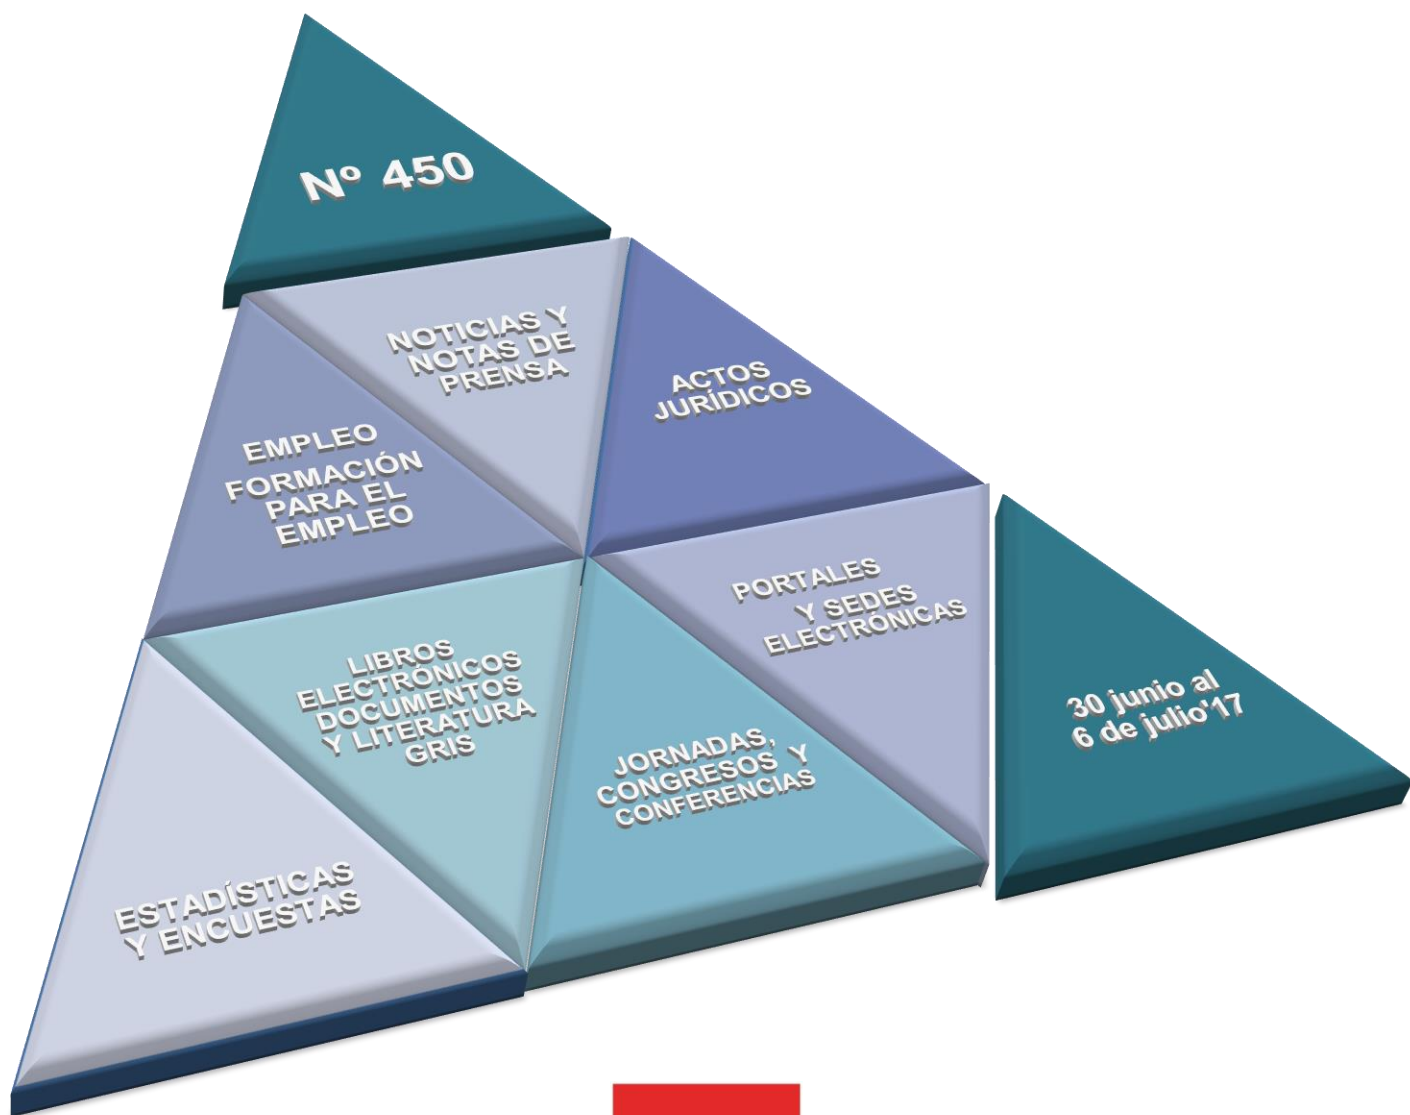 Nº 450
NOTICIAS Y
NOTAS DE
PRENSA
ACTOS
JURÍDICOS
EMPLEO
FORMACIÓN
PARA EL
EMPLEO
PORTALES
Y SEDES
ELECTRÓNICAS
LIBROS
ELECTRÓNICOS
DOCUMENTOS
Y LITERATURA
GRIS
JORNADAS,
CONGRESOS Y
CONFERENCIAS
30 junio al
6 de julio'17
ESTADÍSTICAS
Y ENCUESTAS